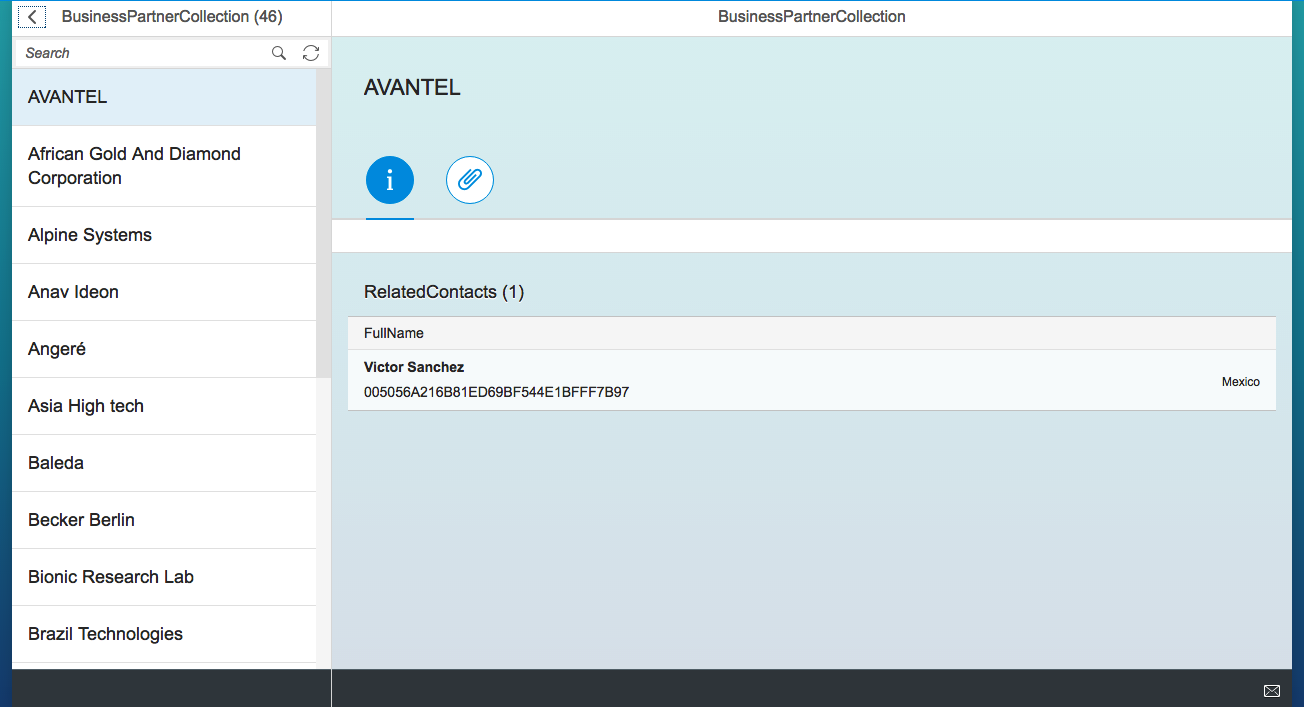 BusinessPartnerCollection (46)
Search
AVANTEL
African Gold And Diamond
Corporation
Alpine Systems
Anav Ideon
Angeré
Asia High tech
Baleda
Becker Berlin
Bionic Research Lab
Brazil Technologies
BusinessPartnerCollection
AVANTEL
i
RelatedContacts (1)
FullName
Victor Sanchez
005056A216B81ED69BF544E1BFFF7B97
Mexico